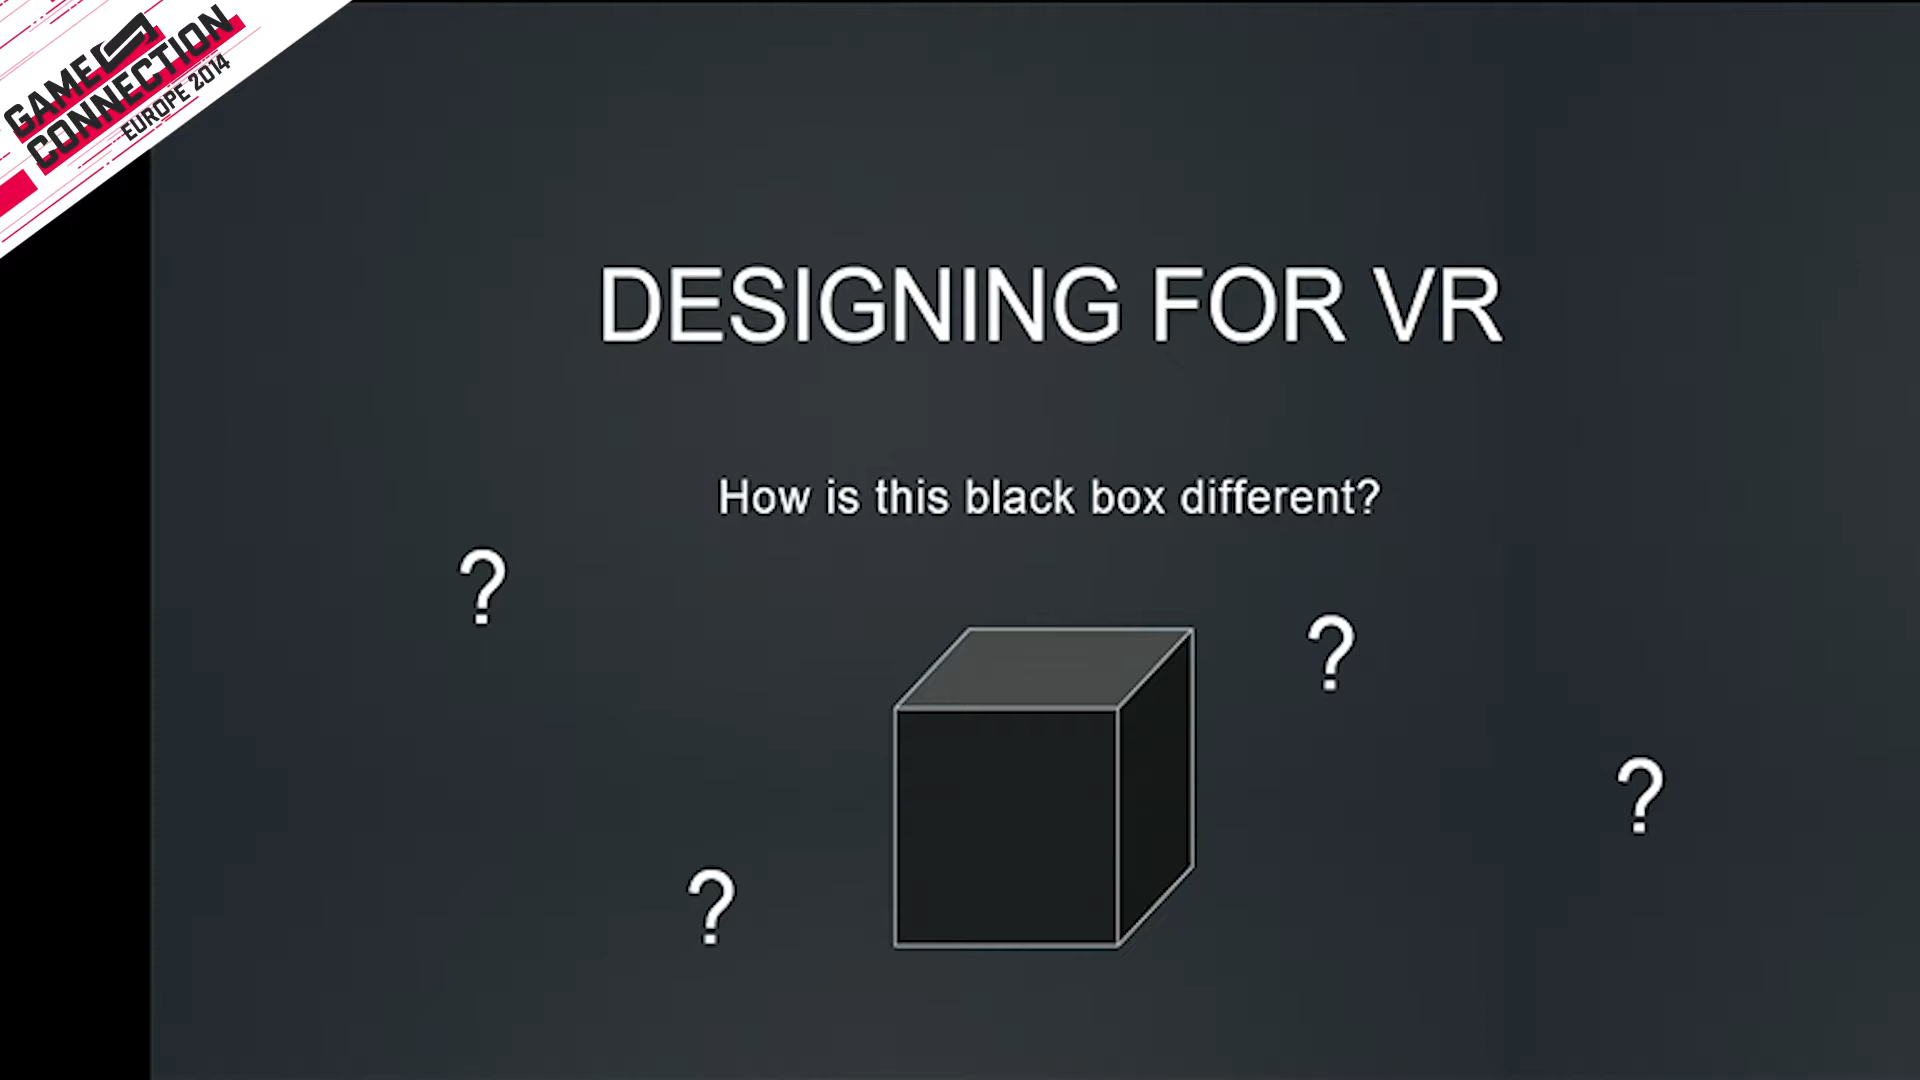 GAME
CONNECTION
EUROPE 2014
DESIGNING FOR VR
How is this black box different?
?
?
?
?